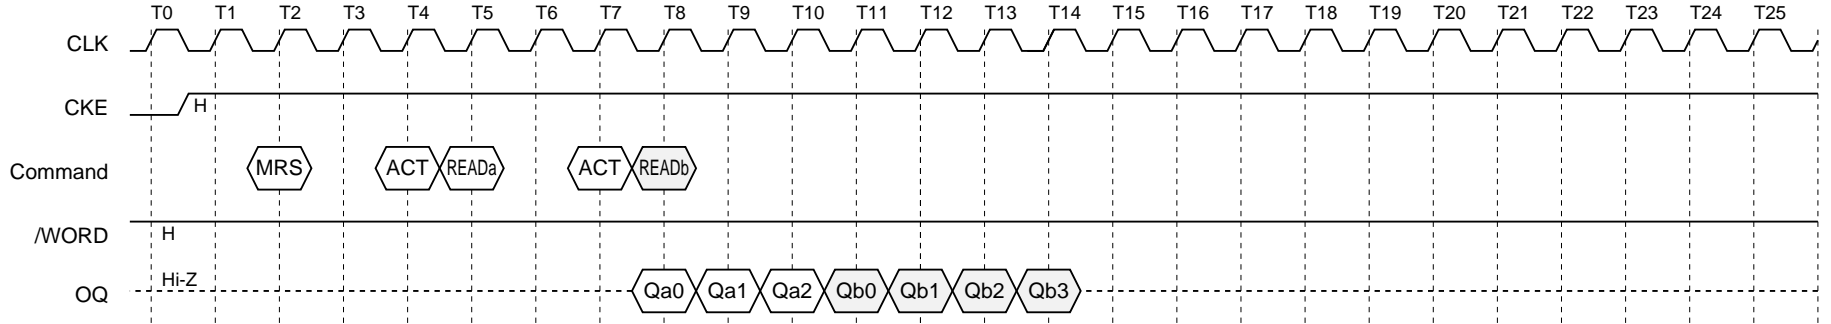 T0 T1 T2 T3 T4 T5 T6 T7 T8 T9 T10 T11 T12 T13 T14 T15 T16 T17 T18 T19 T20 T21 T22 T23 T24 T25
CLK
CKE H
Command MRS ACT READa ACT READb
/WORD H
OQ Hi-Z Qa0 Qa1 Qa2 Qb0 Qb1 Qb2 Qb3